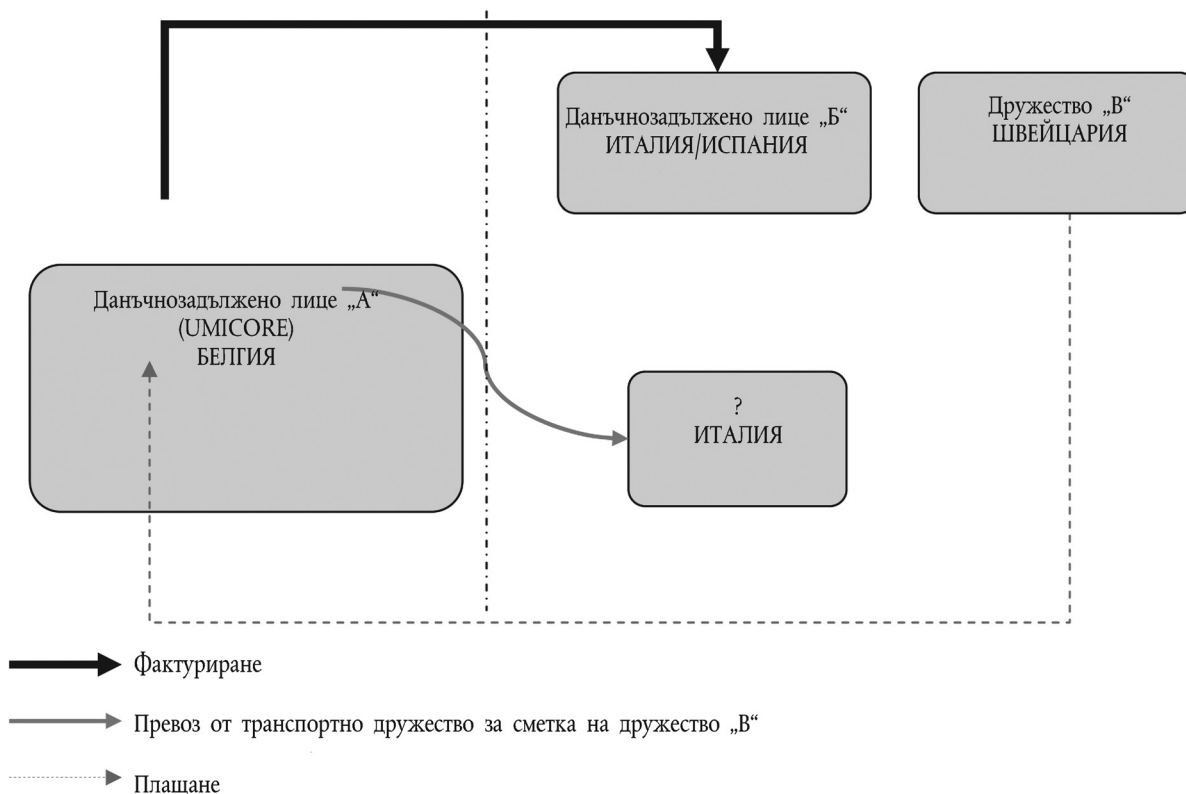 Данъчнозадължено лице „Б“
ИТАЛИЯ/ИСПАНИЯ
Дружество „В“
ШВЕЙЦАРИЯ
Данъчнозадължено лице „А“
(UMICORE)
БЕЛГИЯ
?
ИТАЛИЯ
Фактуриране
Превоз от транспортно дружество за сметка на дружество „В“
Плащане